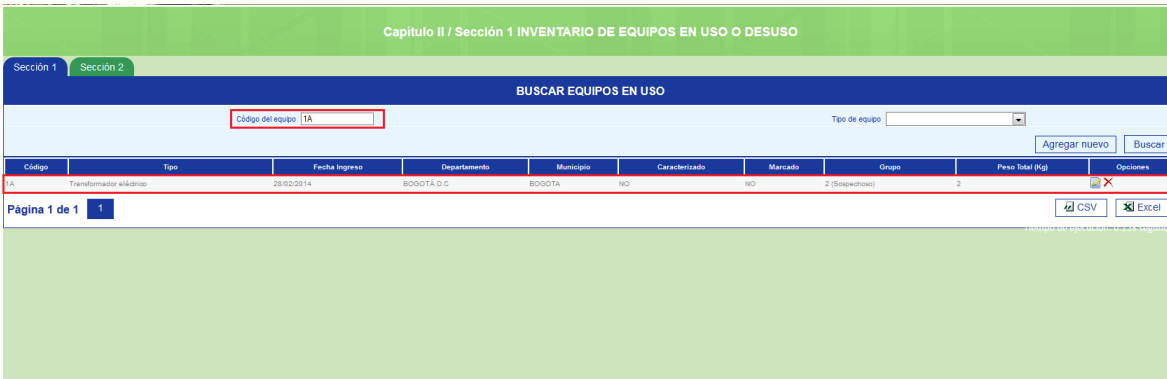 Capítulo II / Sección 1 INVENTARIO DE EQUIPOS EN USO O DESUSO
Sección 1 Sección 2
BUSCAR EQUIPOS EN USO
Código del equipo 1A Tipo de equipo
Agregar nuevo Buscar
Código Tipo Fecha Ingreso Departamento Municipio Caracterizado Marcado Grupo Peso Total (Kg) Opciones
1A Transformador eléctrico 28/02/2014 BOGOTÁ D.C BOGOTA NO NO 2 (Sospechoso) 2
Página 1 de 1 1 CSV Excel
Tiempo de ejecución: